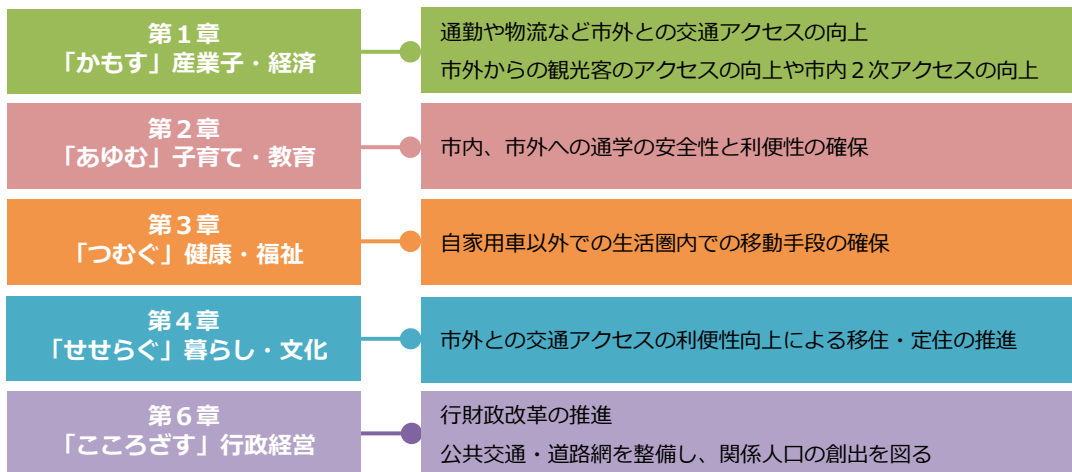 第１章
「かもす」産業子・経済
通勤や物流など市外との交通アクセスの向上
市外からの観光客のアクセスの向上や市内２次アクセスの向上
第２章
「あゆむ」子育て・教育
市内、市外への通学の安全性と利便性の確保
第３章
「つむぐ」健康・福祉
自家用車以外での生活圏内での移動手段の確保
第４章
「せせらぐ」暮らし・文化
市外との交通アクセスの利便性向上による移住・定住の推進
第６章
「こころざす」行政経営
行財政改革の推進
公共交通・道路網を整備し、関係人口の創出を図る